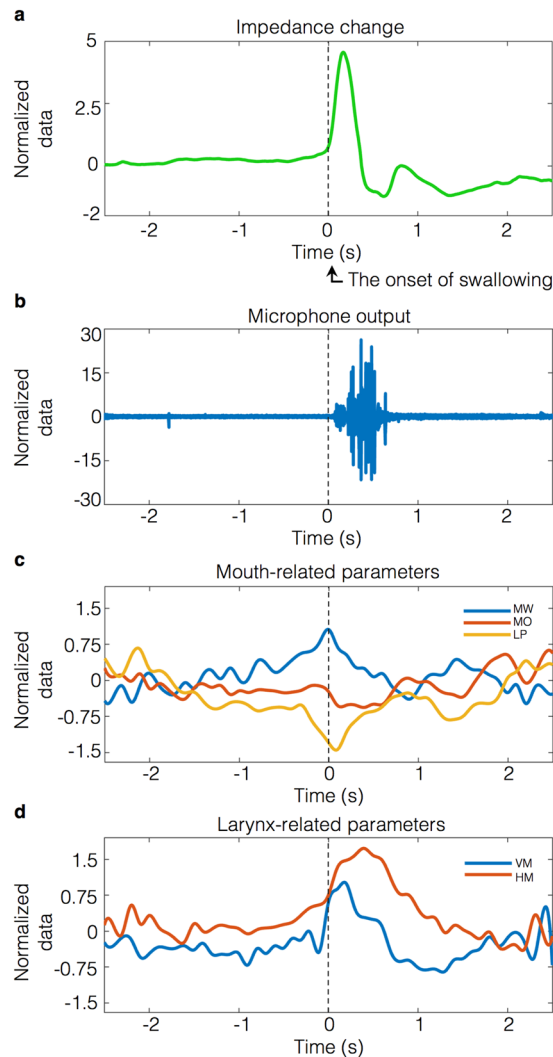 a
Impedance change
Normalized
data
5
2.5
0
-2
-2
-1
0
1
2
Time (s)
The onset of swallowing
b
Microphone output
Normalized
data
30
15
0
-15
-30
-2
-1
0
1
2
Time (s)
c
Mouth-related parameters
Normalized
data
1.5
0.75
0
-0.75
-1.5
MW
MO
LP
-2
-1
0
1
2
Time (s)
d
Larynx-related parameters
Normalized
data
1.5
0.75
0
-0.75
-1.5
VM
HM
-2
-1
0
1
2
Time (s)